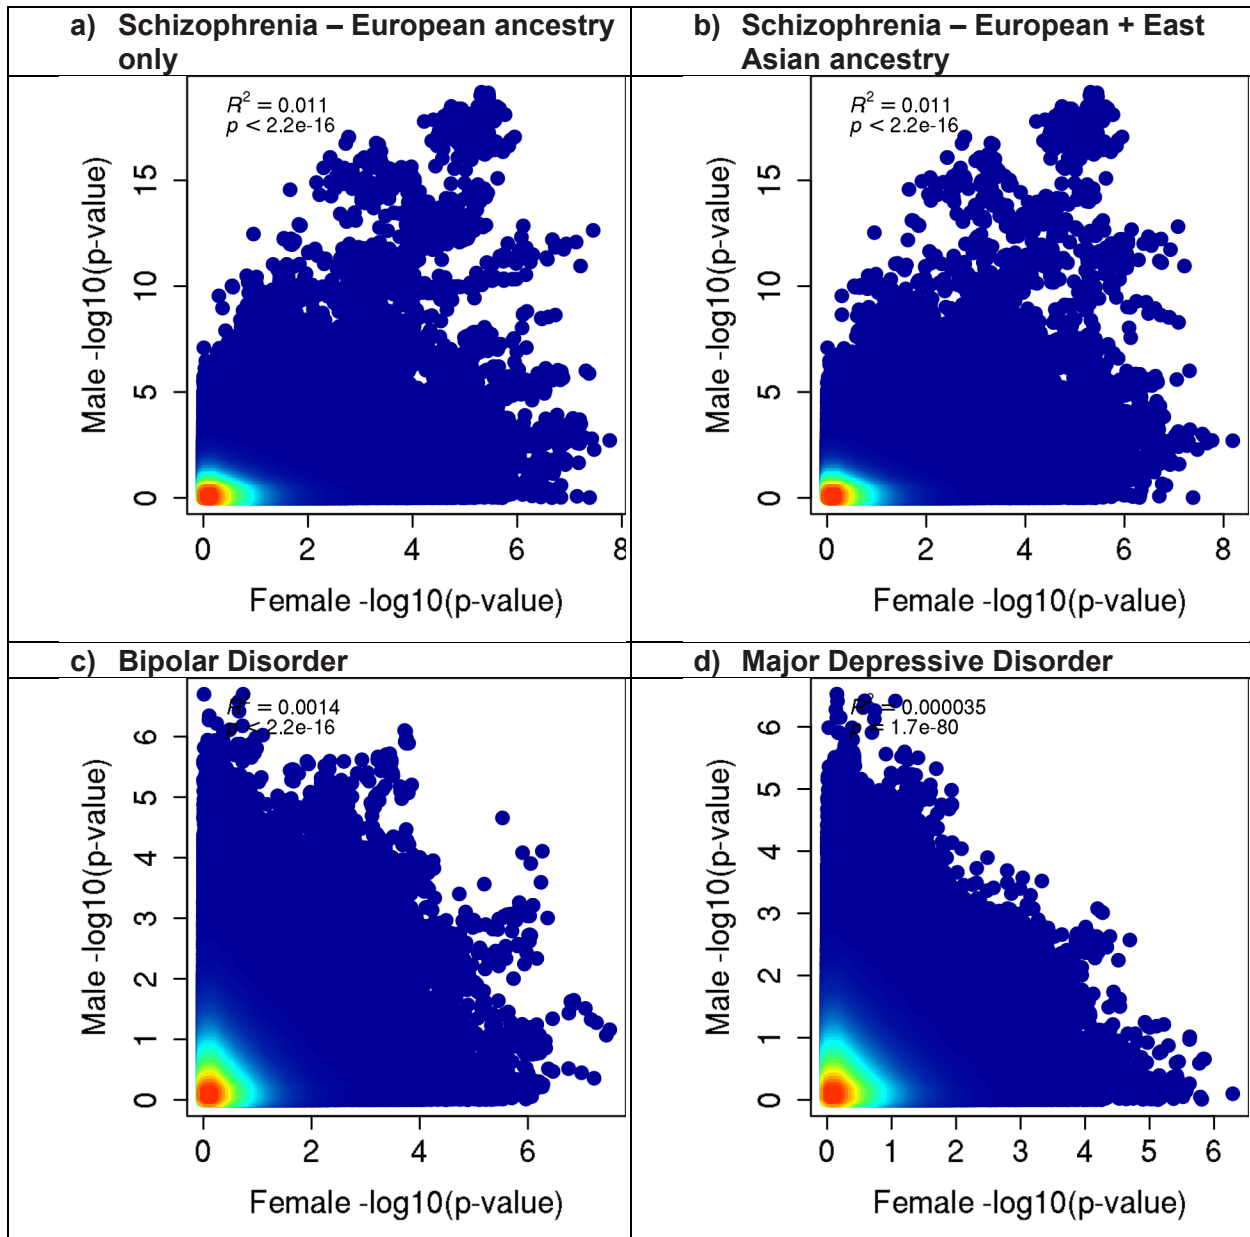 a) Schizophrenia – European ancestry
only
R² = 0.011
p < 2.2e-16
Male -log10(p-value)
15
10
5
0
0 2 4 6 8
Female -log10(p-value)
b) Schizophrenia – European + East
Asian ancestry
R² = 0.011
p < 2.2e-16
Male -log10(p-value)
15
10
5
0
0 2 4 6 8
Female -log10(p-value)
c) Bipolar Disorder
R² = 0.0014
p < 2.2e-16
Male -log10(p-value)
6
5
4
3
2
1
0
0 2 4 6
Female -log10(p-value)
d) Major Depressive Disorder
R² = 0.000035
p = 1.7e-80
Male -log10(p-value)
6
5
4
3
2
1
0
0 1 2 3 4 5 6
Female -log10(p-value)